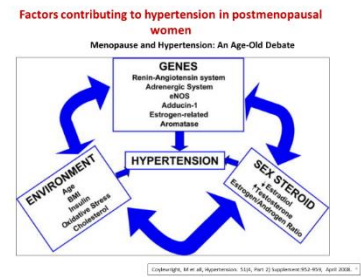 Factors contributing to hypertension in postmenopausal
women
Menopause and Hypertension: An Age-Old Debate
GENES
Renin-Angiotensin system
Adrenergic System
eNOS
Adducin-1
Estrogen-related
Aromatase
HYPERTENSION
ENVIRONMENT
Age
BMI
Insulin
Oxidative Stress
Cholesterol
SEX STEROID
↓Estradiol
↑Testosterone
Estrogen/Androgen Ratio
Coylewright, M et all, Hypertension. 51(4, Part 2) Supplement:952-959, April 2008.